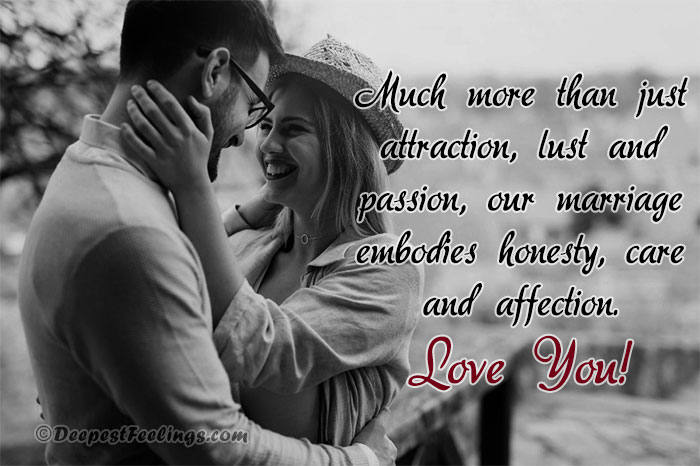 Much more than just
attraction, lust and
passion, our marriage
embodies honesty, care
and affection.
Love You!
©DeepestFeelings.com